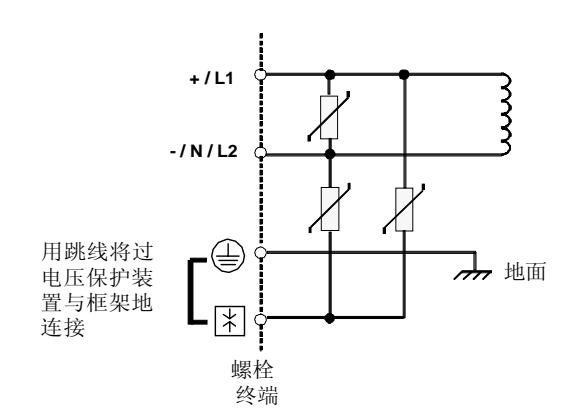 + / L1
- / N / L2
用跳线将过
电压保护装
置与框架地
连接
地面
螺栓
终端